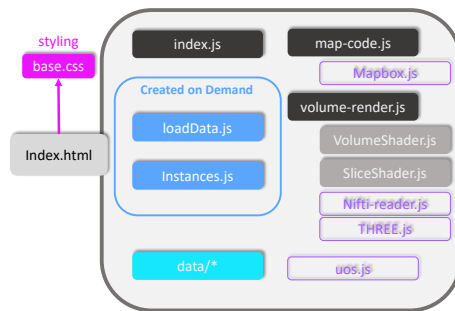 styling
base.css
Index.html
index.js
map-code.js
Mapbox.js
Created on Demand
volume-render.js
loadData.js
VolumeShader.js
Instances.js
SliceShader.js
Nifti-reader.js
THREE.js
data/*
uos.js